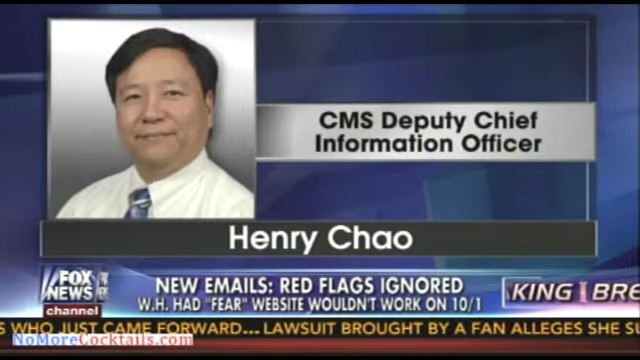 CMS Deputy Chief
Information Officer
Henry Chao
FOX
NEWS
channel
NEW EMAILS: RED FLAGS IGNORED
W.H. HAD "FEAR" WEBSITE WOULDN'T WORK ON 10/1
KING BRE
S WHO JUST CAME FORWARD... LAWSUIT BROUGHT BY A FAN ALLEGES SHE SU
NoMoreCocktails.com